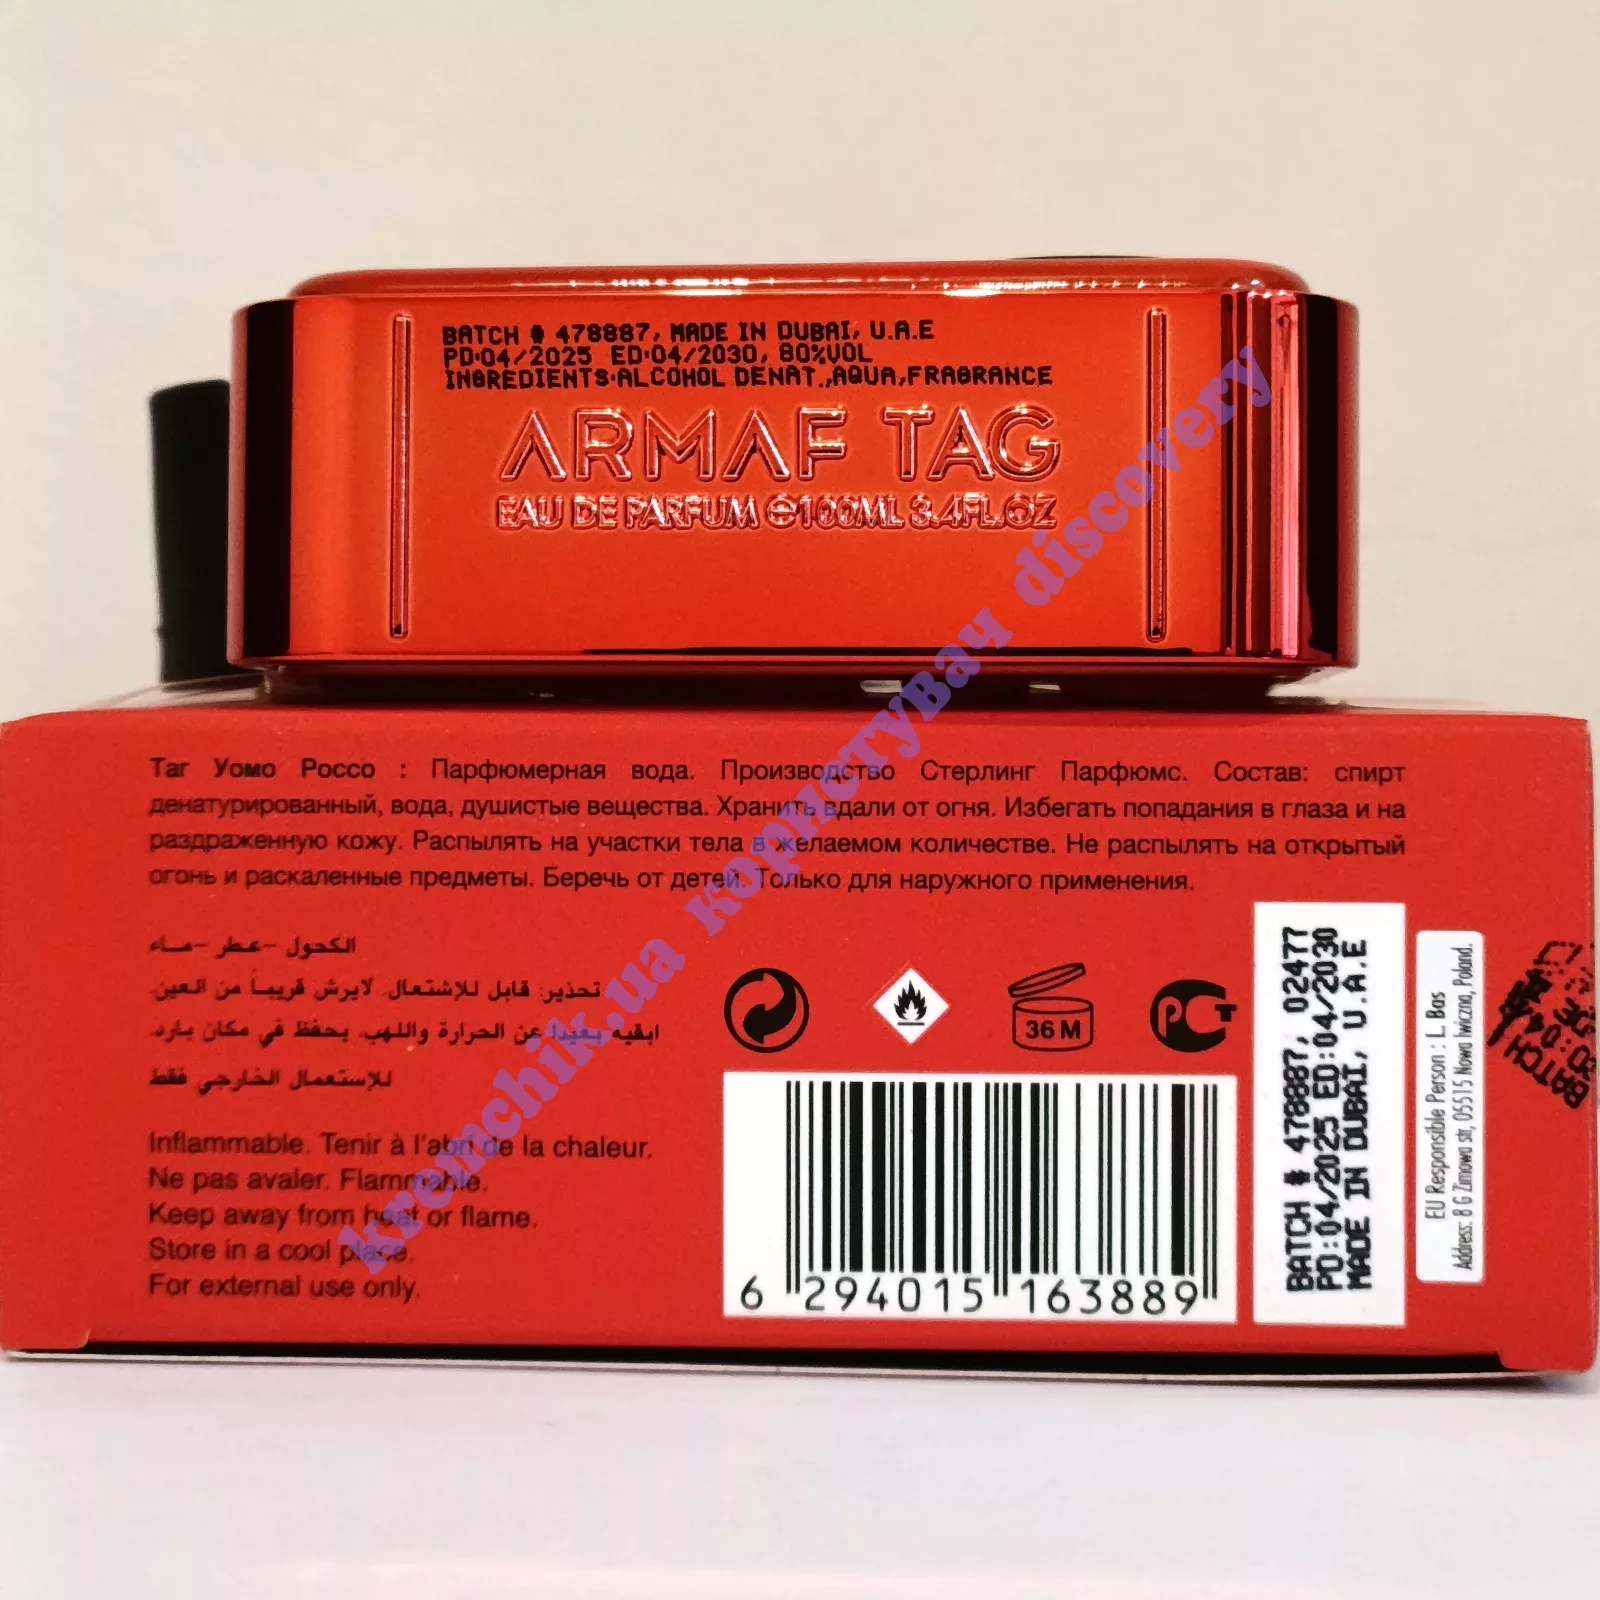 BATCH # 478887, MADE IN DUBAI, U.A.E
PD:04/2025 ED:04/2030, 80%VOL
INGREDIENTS:ALCOHOL DENAT.,AQUA,FRAGRANCE
ARMAF TAG
EAU DE PARFUM ℮100ML 3.4FL.OZ
Таг Уомо Россо : Парфюмерная вода. Производство Стерлинг Парфюмс. Состав: спирт
денатурированный, вода, душистые вещества. Хранить вдали от огня. Избегать попадания в глаза и на
раздраженную кожу. Распылять на участки тела в желаемом количестве. Не распылять на открытый
огонь и раскаленные предметы. Беречь от детей. Только для наружного применения.
الكحول -عطر -ماء
تحذير: قابل للإشتعال. لايرش قريباً من العين.
ابقيه بعيدا عن الحرارة واللهب. يحفظ في مكان بارد.
للإستعمال الخارجي فقط
Inflammable. Tenir à l'abri de la chaleur.
Ne pas avaler. Flammable.
Keep away from heat or flame.
Store in a cool place.
For external use only.
36 M
6 294015 163889
BATCH # 478887, 02477
PD:04/2025 ED:04/2030
MADE IN DUBAI, U.A.E
EU Responsible Person : L Bas
Address: 8 G Zimowa str, 05515 Nowa Iwiczna, Poland.
BATCH
krenchik.ua користуВач discovery